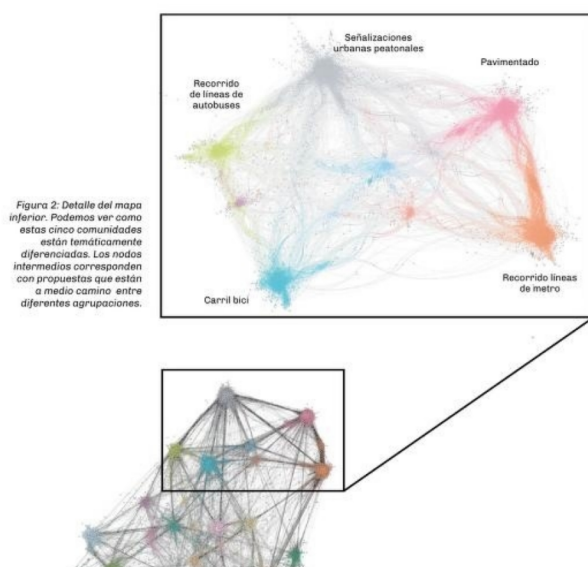 Señalizaciones
urbanas peatonales
Pavimentado
Recorrido
de líneas de
autobuses
Figura 2: Detalle del mapa
inferior. Podemos ver como
estas cinco comunidades
están temáticamente
diferenciadas. Los nodos
intermedios corresponden
con propuestas que están
a medio camino entre
diferentes agrupaciones.
Carril bici
Recorrido líneas
de metro